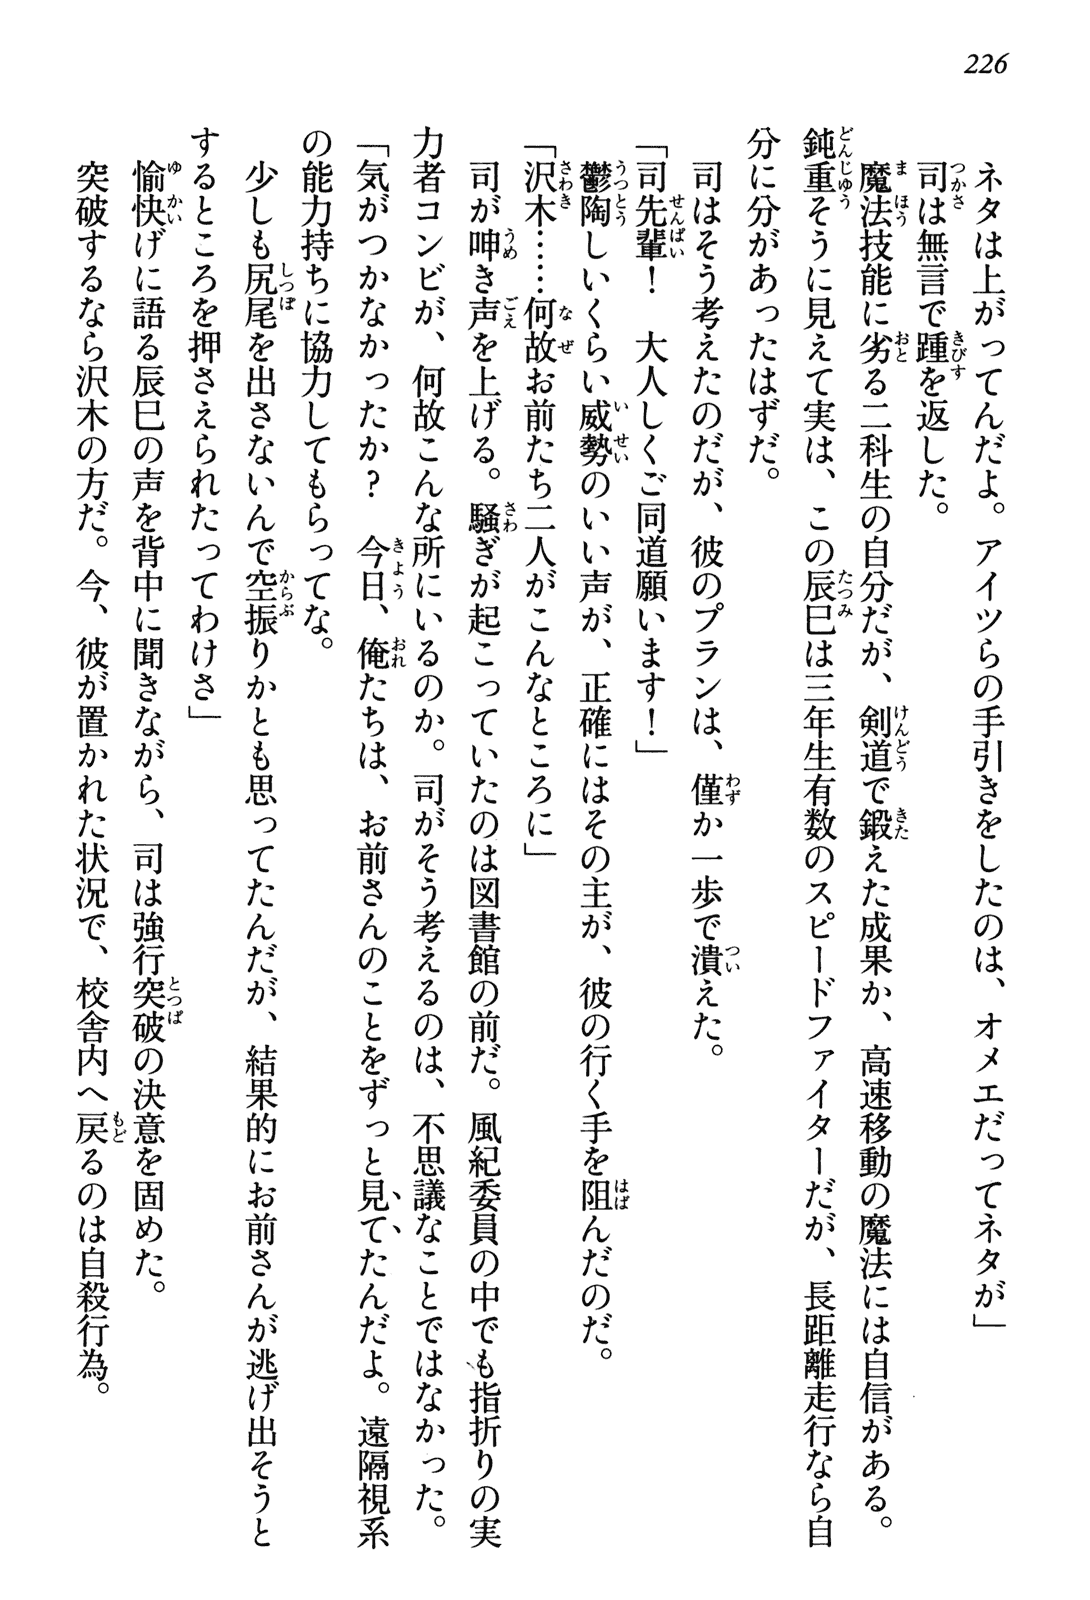 226
ネタは上がってんだよ。アイツらの手引きをしたのは、オメエだってネタが」
司は無言で踵を返した。
魔法技能に劣る二科生の自分だが、剣道で鍛えた成果か、高速移動の魔法には自信がある。
鈍重そうに見えて実は、この辰巳は三年生有数のスピードファイターだが、長距離走行なら自
分に分があったはずだ。
司はそう考えたのだが、彼のプランは、僅か一歩で潰えた。
「司先輩！　大人しくご同道願います！」
鬱陶しいくらい威勢のいい声が、正確にはその主が、彼の行く手を阻んだのだ。
「沢木……何故お前たち二人がこんなところに」
司が呻き声を上げる。騒ぎが起こっていたのは図書館の前だ。風紀委員の中でも指折りの実
力者コンビが、何故こんな所にいるのか。司がそう考えるのは、不思議なことではなかった。
「気がつかなかったか？　今日、俺たちは、お前さんのことをずっと見てたんだよ。遠隔視系
の能力持ちに協力してもらってな。
少しも尻尾を出さないんで空振りかとも思ってたんだが、結果的にお前さんが逃げ出そうと
するところを押さえられたってわけさ」
愉快げに語る辰巳の声を背中に聞きながら、司は強行突破の決意を固めた。
突破するなら沢木の方だ。今、彼が置かれた状況で、校舎内へ戻るのは自殺行為。